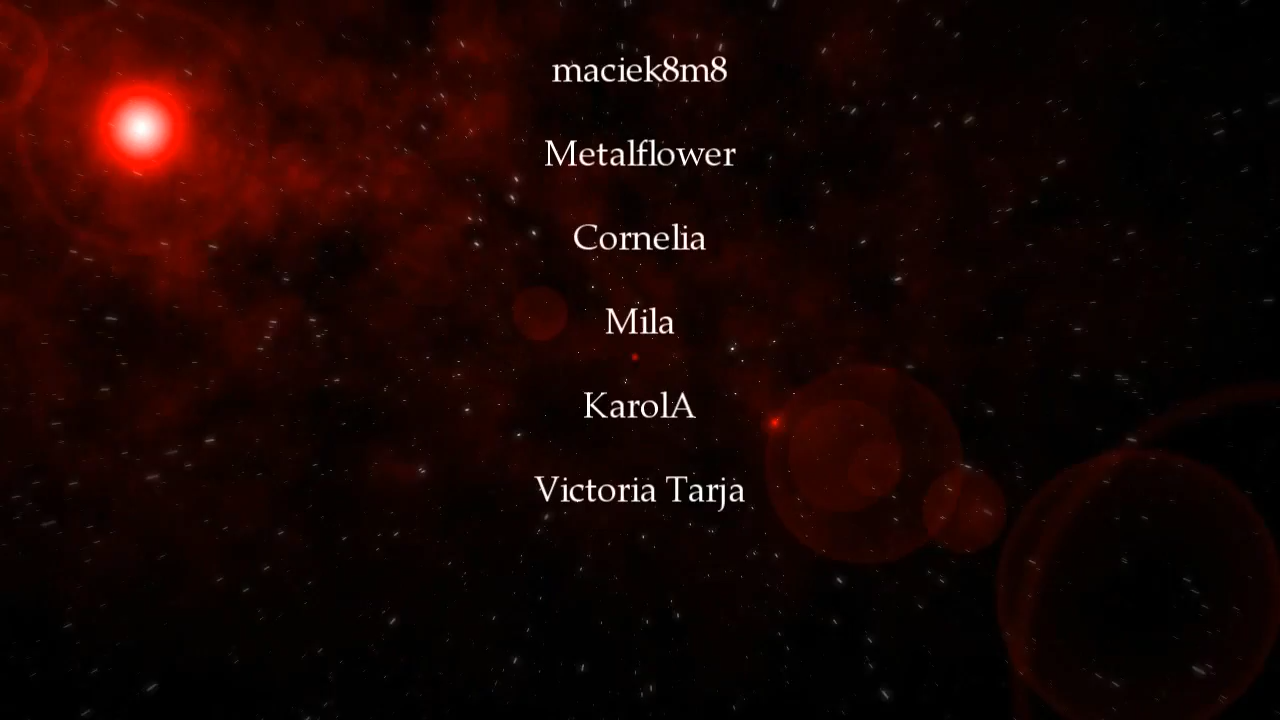 maciek8m8
Metalflower
Cornelia
Mila
KarolA
Victoria Tarja